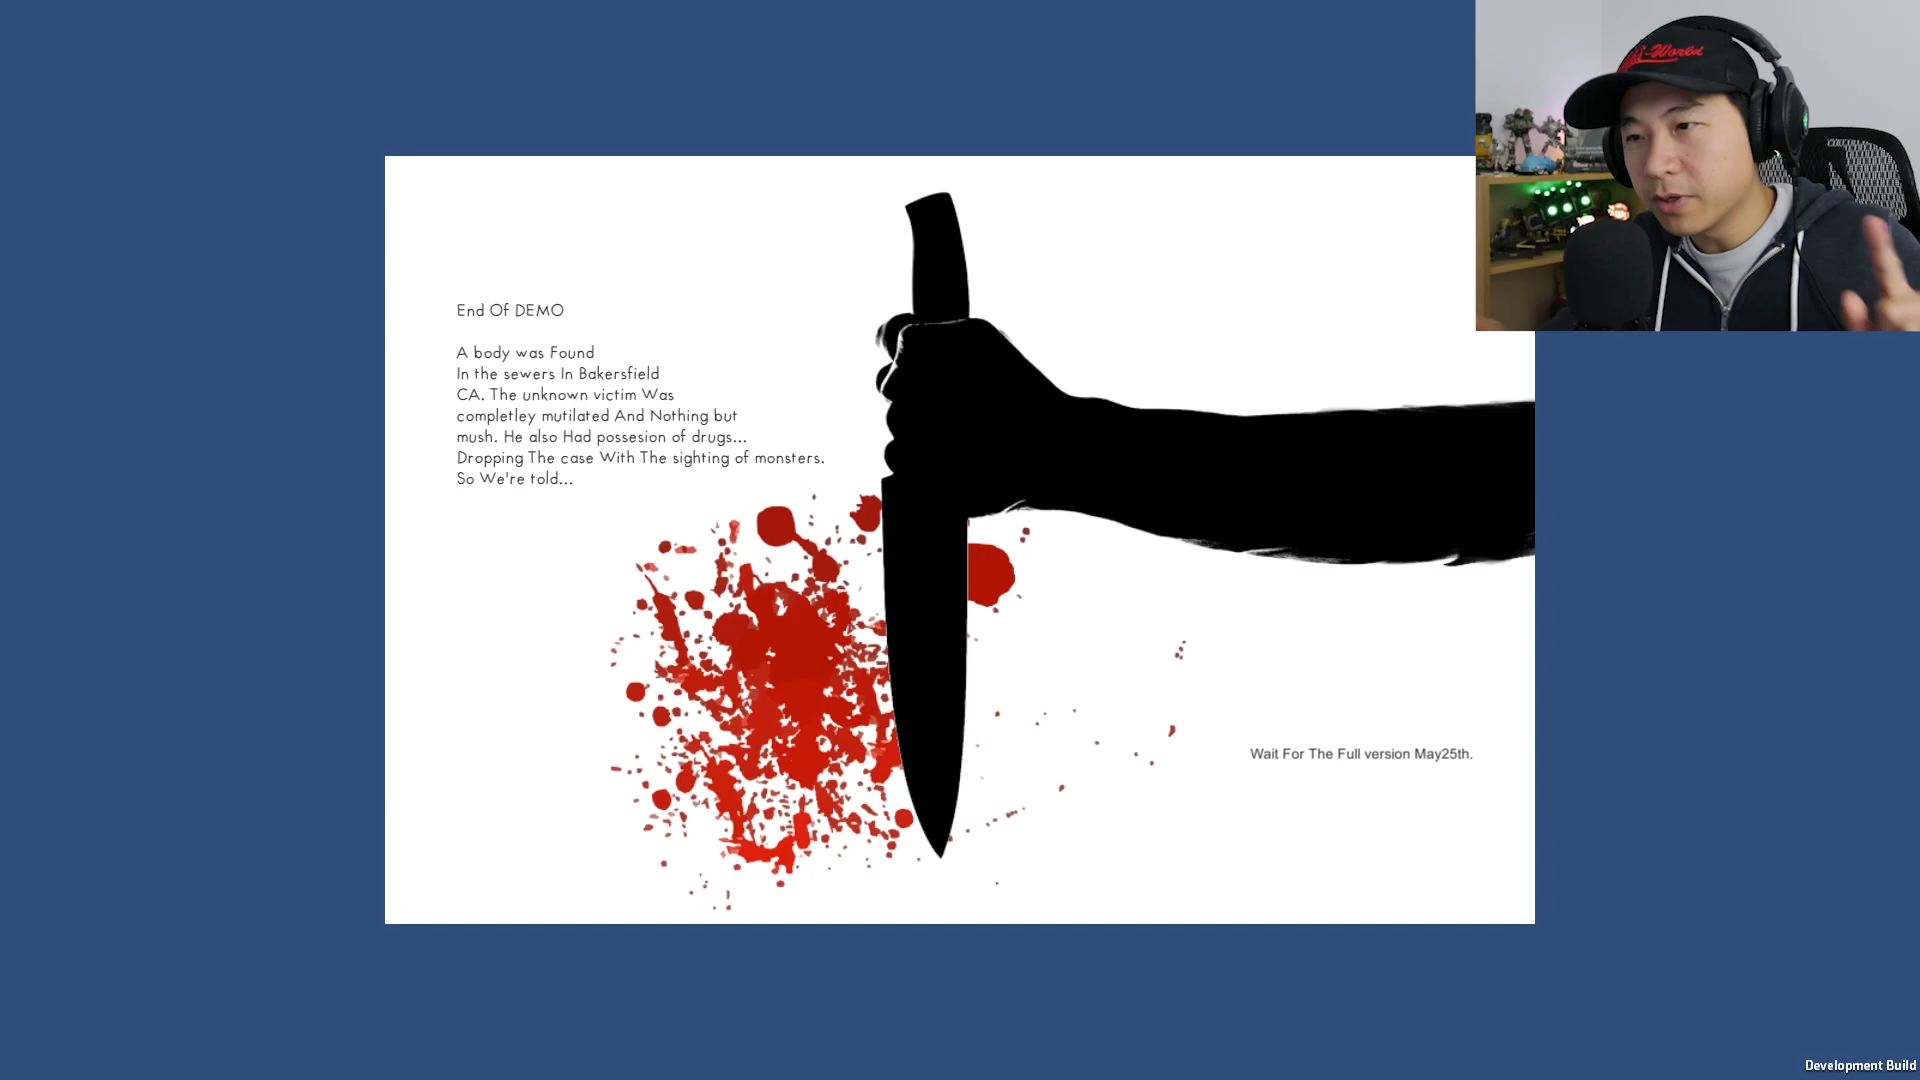 World
End Of DEMO
A body was Found
In the sewers In Bakersfield
CA. The unknown victim Was
completley mutilated And Nothing but
mush. He also Had possesion of drugs...
Dropping The case With The sighting of monsters.
So We're told...
Wait For The Full version May25th.
Development Build